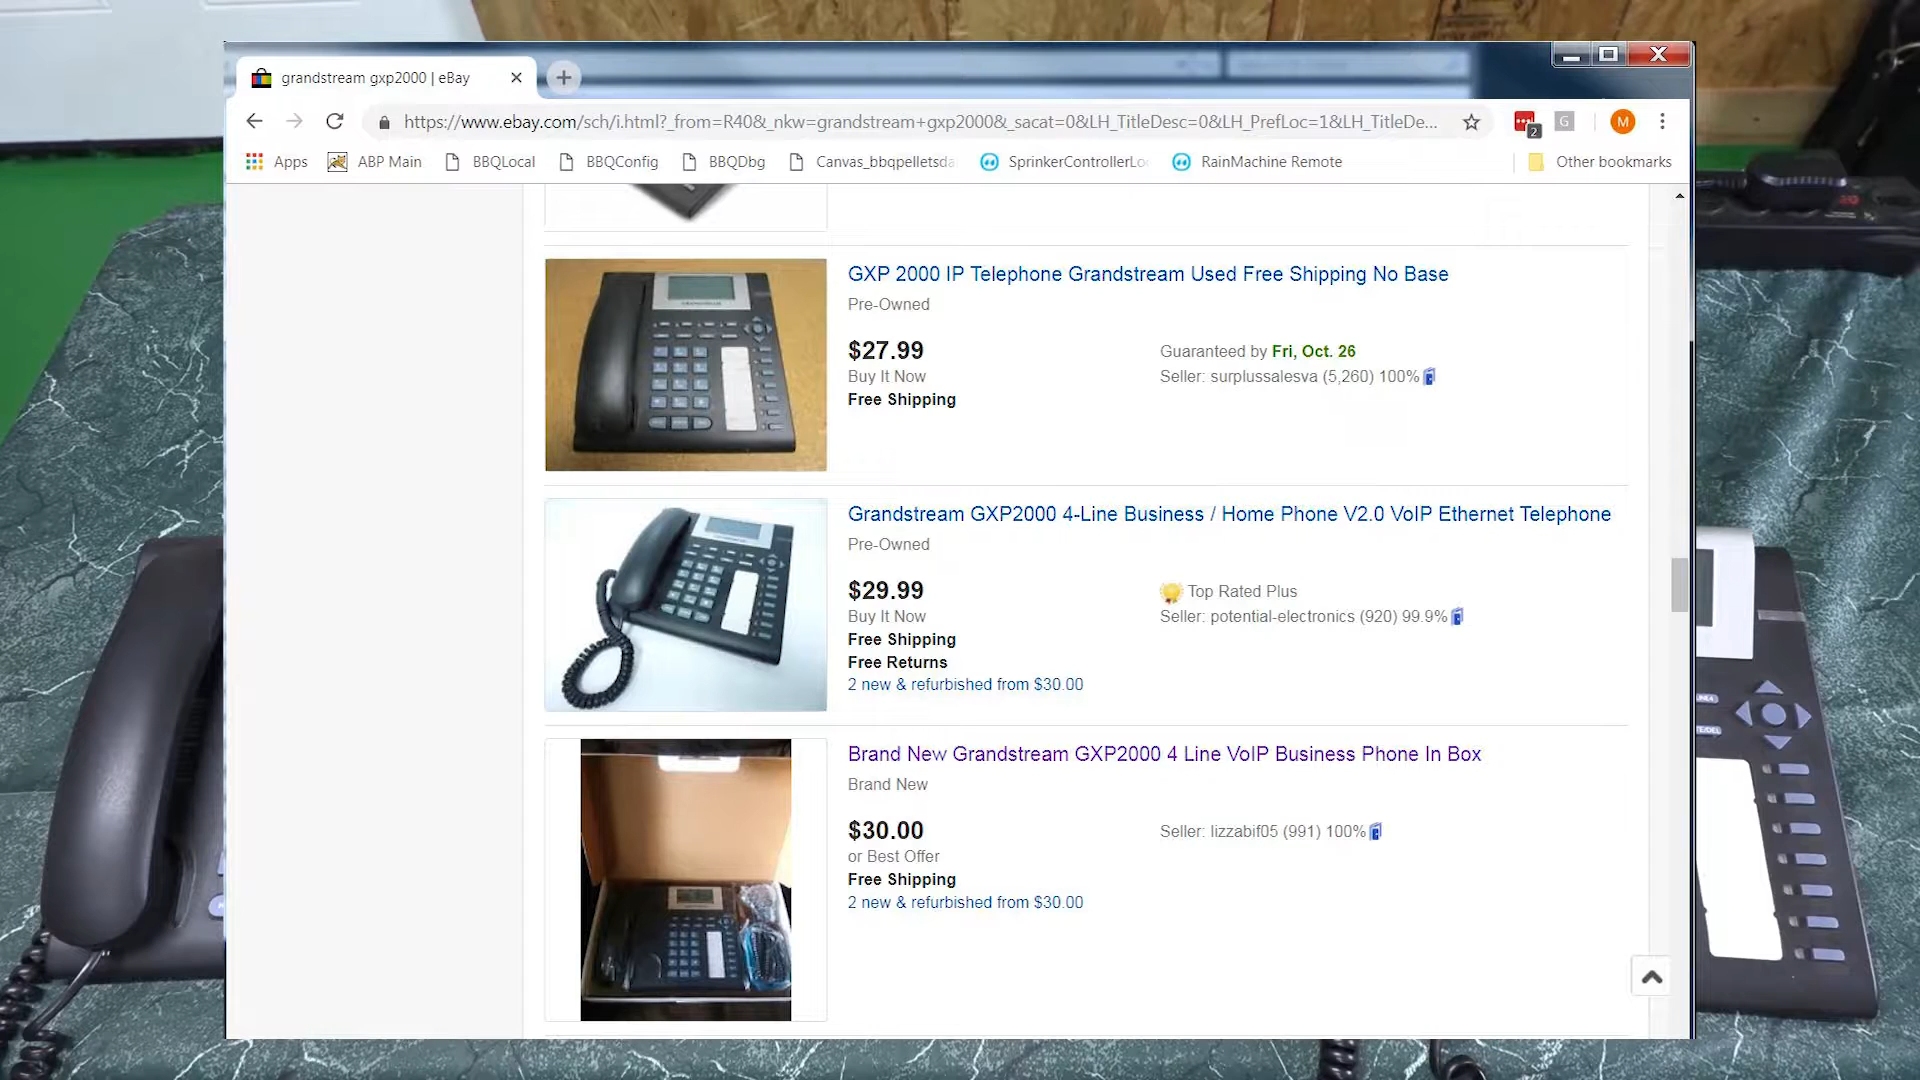 grandstream gxp2000 | eBay
https://www.ebay.com/sch/i.html?_from=R40&_nkw=grandstream+gxp2000&_sacat=0&LH_TitleDesc=0&LH_PrefLoc=1&LH_TitleDe...
2
G
M
Apps
ABP Main
BBQLocal
BBQConfig
BBQDbg
Canvas_bbqpelletsda
SprinkerControllerLo
RainMachine Remote
Other bookmarks
GXP 2000 IP Telephone Grandstream Used Free Shipping No Base
Pre-Owned
$27.99
Guaranteed by Fri, Oct. 26
Buy It Now
Seller: surplussalesva (5,260) 100%
Free Shipping
Grandstream GXP2000 4-Line Business / Home Phone V2.0 VoIP Ethernet Telephone
Pre-Owned
$29.99
Top Rated Plus
Buy It Now
Seller: potential-electronics (920) 99.9%
Free Shipping
Free Returns
2 new & refurbished from $30.00
Brand New Grandstream GXP2000 4 Line VoIP Business Phone In Box
Brand New
$30.00
Seller: lizzabif05 (991) 100%
or Best Offer
Free Shipping
2 new & refurbished from $30.00